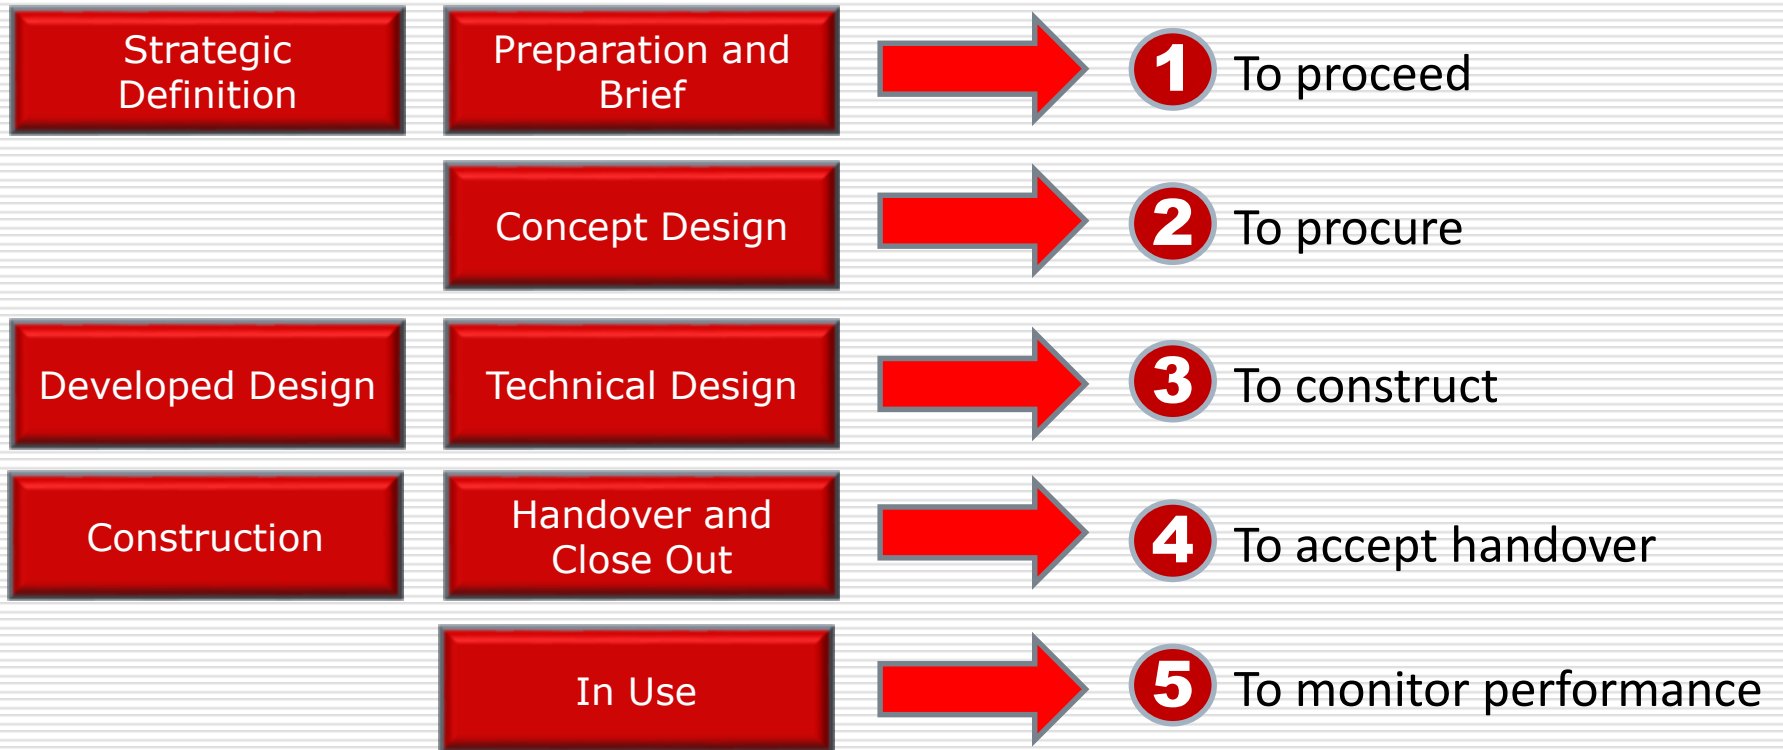 Strategic
Definition
Preparation and
Brief
1 To proceed
Concept Design
2 To procure
Developed Design
Technical Design
3 To construct
Construction
Handover and
Close Out
4 To accept handover
In Use
5 To monitor performance